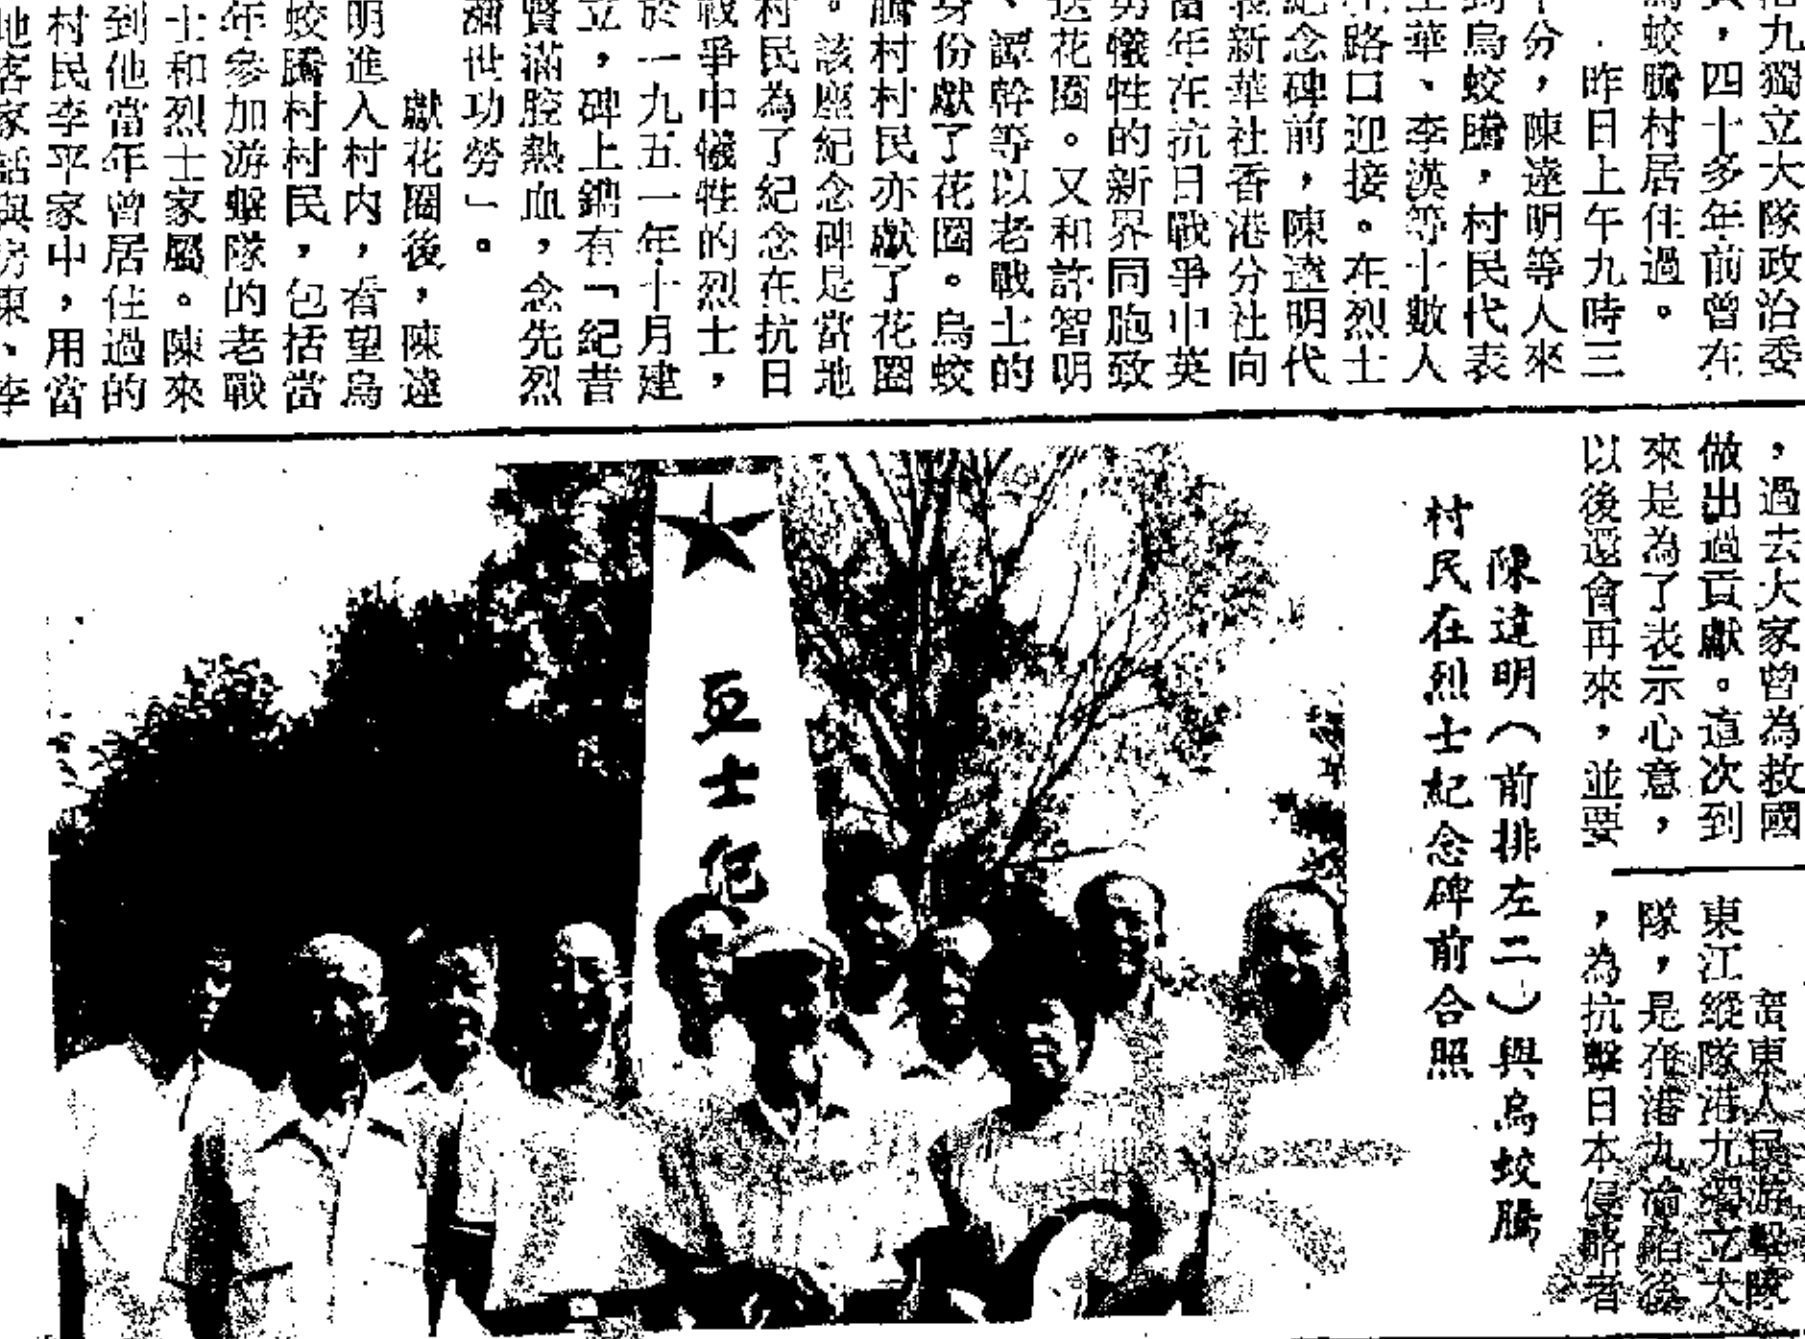 九獨立大隊政治委
，四十多年前曾在
烏蛟騰村居住過。
昨日上午九時三
十分，陳達明等人來
到烏蛟騰，村民代表
王華、李漢等十數人
路口迎接。在烈士
紀念碑前，陳達明代
表新華社香港分社向
當年在抗日戰爭中英
勇犧牲的新界同胞致
送花圈。又和許智明
、譚幹等以老戰士的
身份獻了花圈。烏蛟
騰村村民亦獻了花圈
。該座紀念碑是當地
村民為了紀念在抗日
戰爭中犧牲的烈士，
於一九五一年十月建
立，碑上鐫有「紀昔
賢滿腔熱血，念先烈
彌世功勞」。
獻花圈後，陳達
明進入村內，看望烏
蛟騰村村民，包括當
年參加游擊隊的老戰
士和烈士家屬。陳來
到他當年曾居住過的
村民李平家中，用當
地客家話與房東、李
，過去大家曾為救國
做出過貢獻。這次到
來是為了表示心意，
以後還會再來，並要
廣東人民游擊隊
東江縱隊港九獨立大
隊，是在港九淪陷後
，為抗擊日本侵略者
陳達明（前排左二）與烏蛟騰
村民在烈士紀念碑前合照
烈士紀